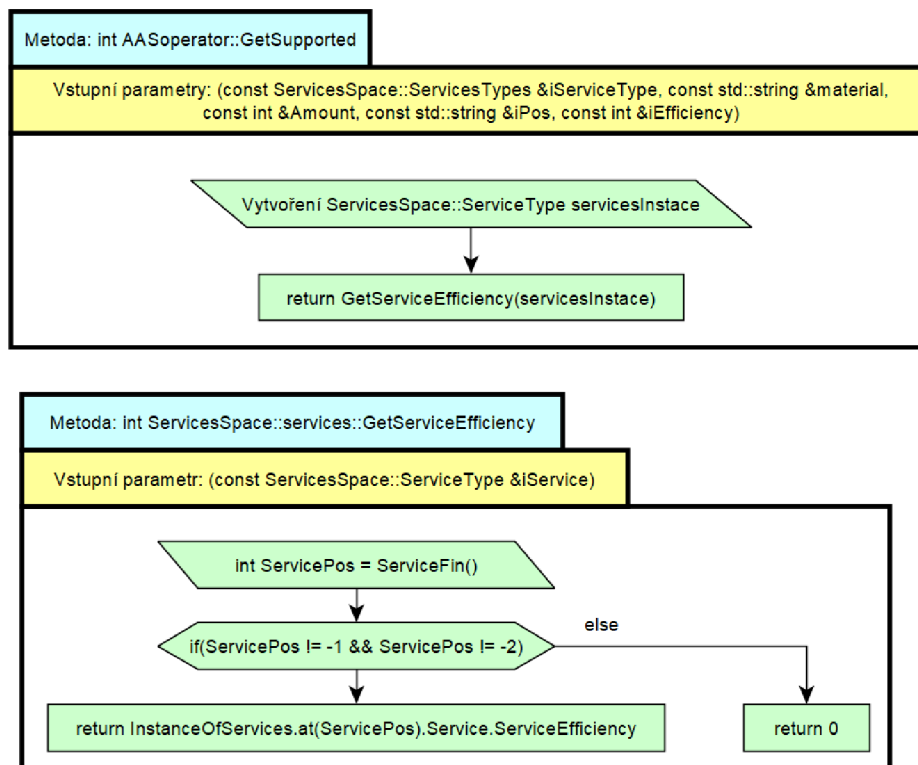 Metoda: int AASoperator::GetSupported
Vstupní parametry: (const ServicesSpace::ServicesTypes &iServiceType, const std::string &material,
const int &Amount, const std::string &iPos, const int &iEfficiency)
Vytvoření ServicesSpace::ServiceType servicesInstace
return GetServiceEfficiency(servicesInstace)
Metoda: int ServicesSpace::services::GetServiceEfficiency
Vstupní parametr: (const ServicesSpace::ServiceType &iService)
int ServicePos = ServiceFin()
if(ServicePos != -1 && ServicePos != -2)
else
return InstanceOfServices.at(ServicePos).Service.ServiceEfficiency
return 0